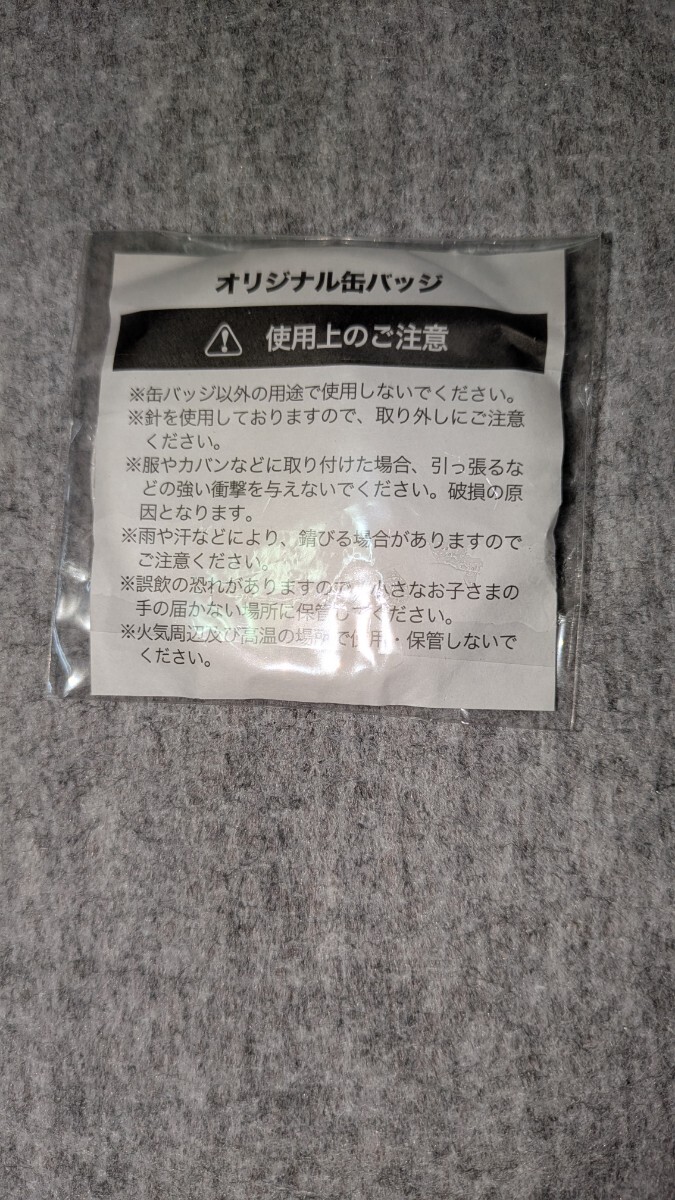 オリジナル缶バッジ
使用上のご注意
※缶バッジ以外の用途で使用しないでください。
※針を使用しておりますので、取り外しにご注意
ください。
※服やカバンなどに取り付けた場合、引っ張るな
どの強い衝撃を与えないでください。破損の原
因となります。
※雨や汗などにより、錆びる場合がありますので
ご注意ください。
※誤飲の恐れがありますので、小さなお子さまの
手の届かない場所に保管してください。
※火気周辺及び高温の場所で使用・保管しないで
ください。